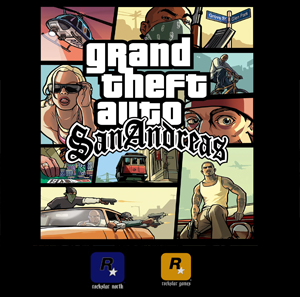 grand
theft
auto
San Andreas
R
R
rockstar north
rockstar games